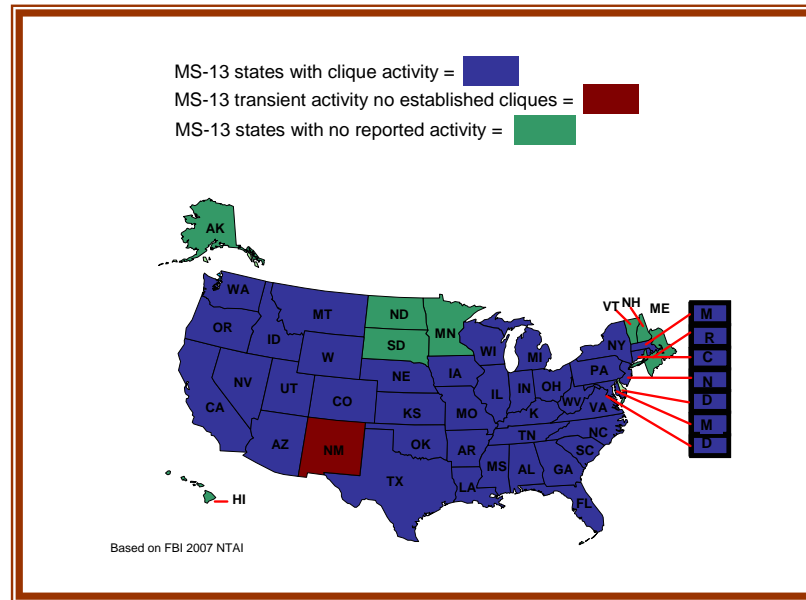 MS-13 states with clique activity =
MS-13 transient activity no established cliques =
MS-13 states with no reported activity =
AK
WA
MT
ND
MN
VT
NH
ME
M
OR
ID
SD
WI
NY
R
W
MI
C
NE
IA
PA
N
NV
UT
CO
IL
IN
OH
WV
D
CA
KS
MO
K
VA
M
AZ
NM
OK
AR
TN
NC
D
TX
MS
AL
GA
SC
LA
FL
HI
Based on FBI 2007 NTAI